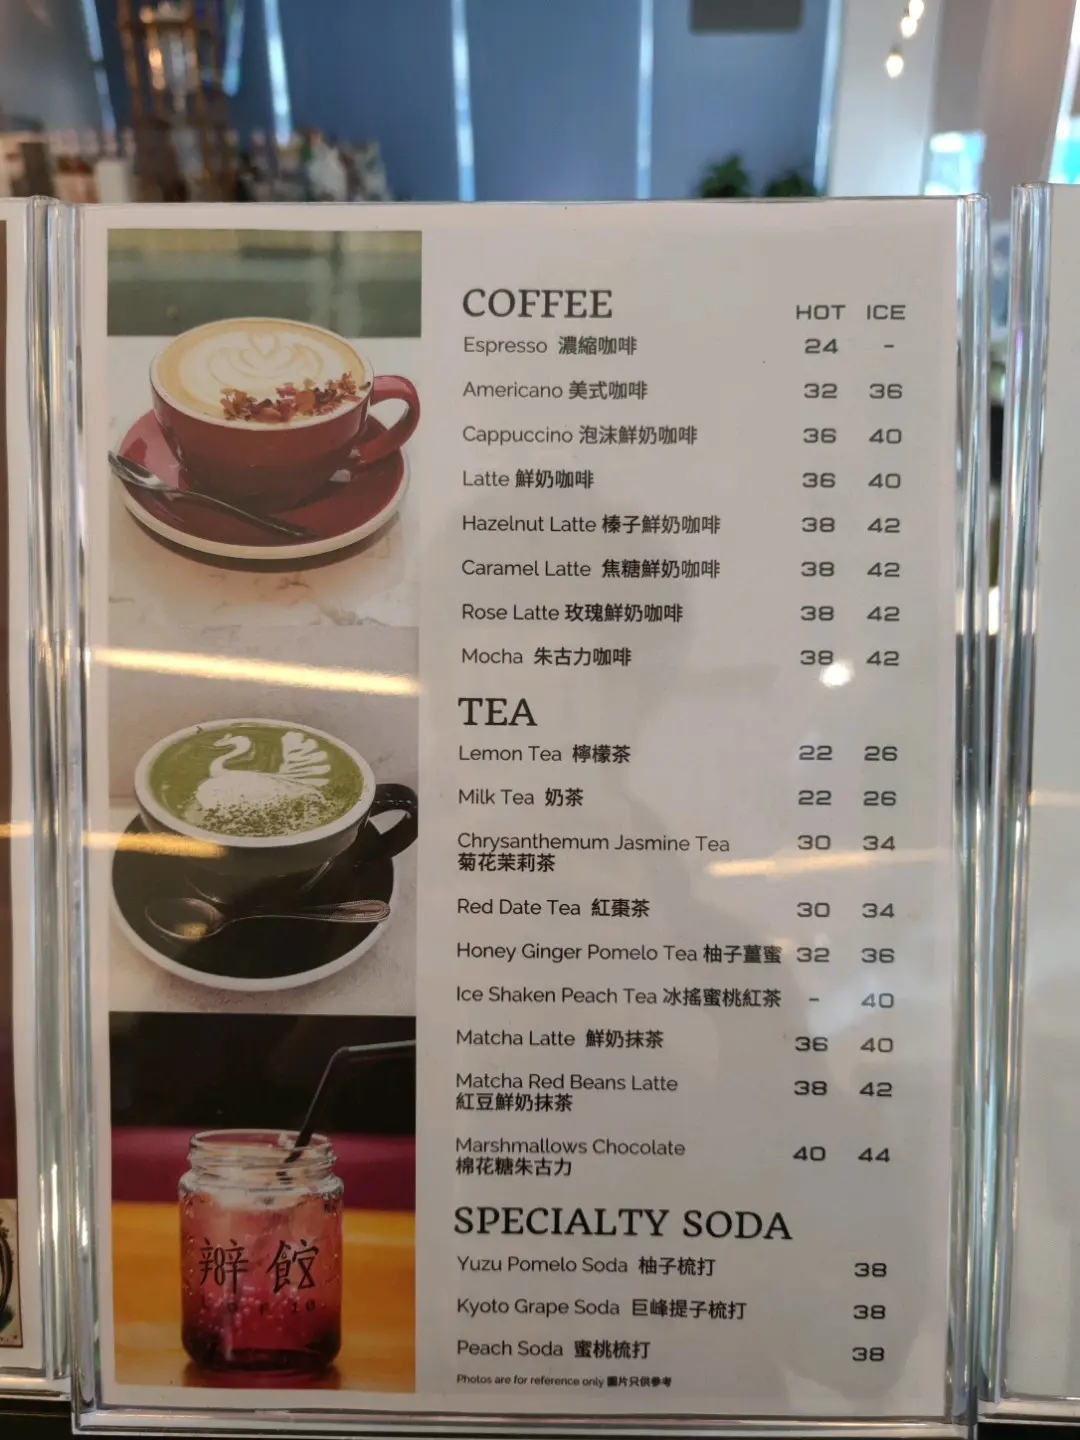 COFFEE HOT ICE
Espresso 濃縮咖啡 24 -
Americano 美式咖啡 32 36
Cappuccino 泡沫鮮奶咖啡 36 40
Latte 鮮奶咖啡 36 40
Hazelnut Latte 榛子鮮奶咖啡 38 42
Caramel Latte 焦糖鮮奶咖啡 38 42
Rose Latte 玫瑰鮮奶咖啡 38 42
Mocha 朱古力咖啡 38 42
TEA
Lemon Tea 檸檬茶 22 26
Milk Tea 奶茶 22 26
Chrysanthemum Jasmine Tea 30 34
菊花茉莉茶
Red Date Tea 紅棗茶 30 34
Honey Ginger Pomelo Tea 柚子薑蜜 32 36
Ice Shaken Peach Tea 冰搖蜜桃紅茶 - 40
Matcha Latte 鮮奶抹茶 36 40
Matcha Red Beans Latte 38 42
紅豆鮮奶抹茶
Marshmallows Chocolate 40 44
棉花糖朱古力
SPECIALTY SODA
Yuzu Pomelo Soda 柚子梳打 38
Kyoto Grape Soda 巨峰提子梳打 38
Peach Soda 蜜桃梳打 38
Photos are for reference only 圖片只供參考
館